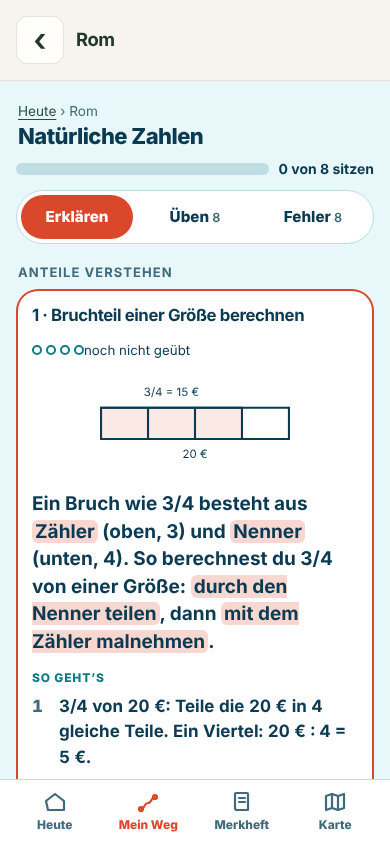 Rom
Heute › Rom
Natürliche Zahlen
0 von 8 sitzen
Erklären
Üben 8
Fehler 8
ANTEILE VERSTEHEN
1 · Bruchteil einer Größe berechnen
noch nicht geübt
3/4 = 15 €
20 €
Ein Bruch wie 3/4 besteht aus
Zähler (oben, 3) und Nenner
(unten, 4). So berechnest du 3/4
von einer Größe: durch den
Nenner teilen, dann mit dem
Zähler malnehmen.
SO GEHT'S
1 3/4 von 20 €: Teile die 20 € in 4
gleiche Teile. Ein Viertel: 20 € : 4 =
5 €.
Heute
Mein Weg
Merkheft
Karte